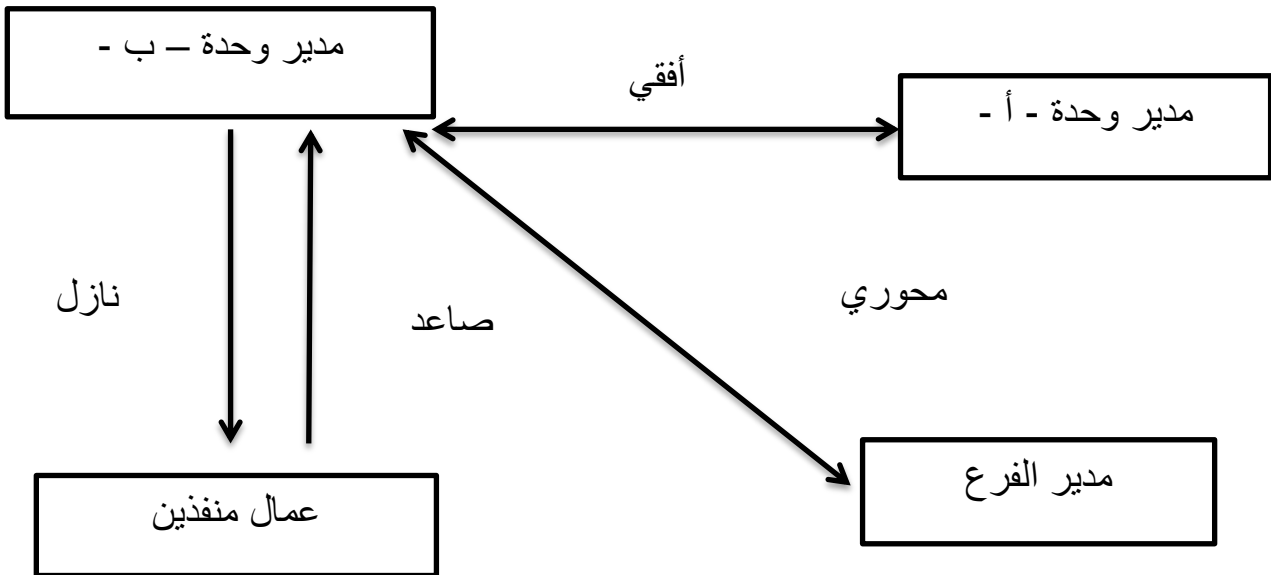 مدير وحدة – ب -
أفقي
مدير وحدة - أ -
نازل
صاعد
محوري
مدير الفرع
عمال منفذين